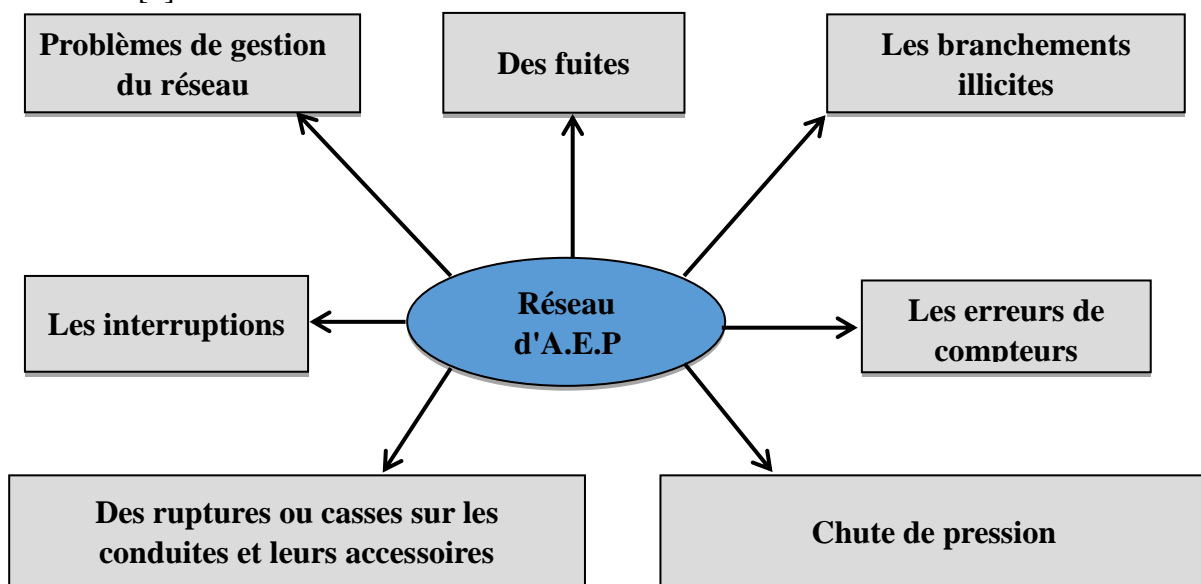 Problèmes de gestion
du réseau
Des fuites
Les branchements
illicites
Les interruptions
Réseau
d'A.E.P
Les erreurs de
compteurs
Des ruptures ou casses sur les
conduites et leurs accessoires
Chute de pression